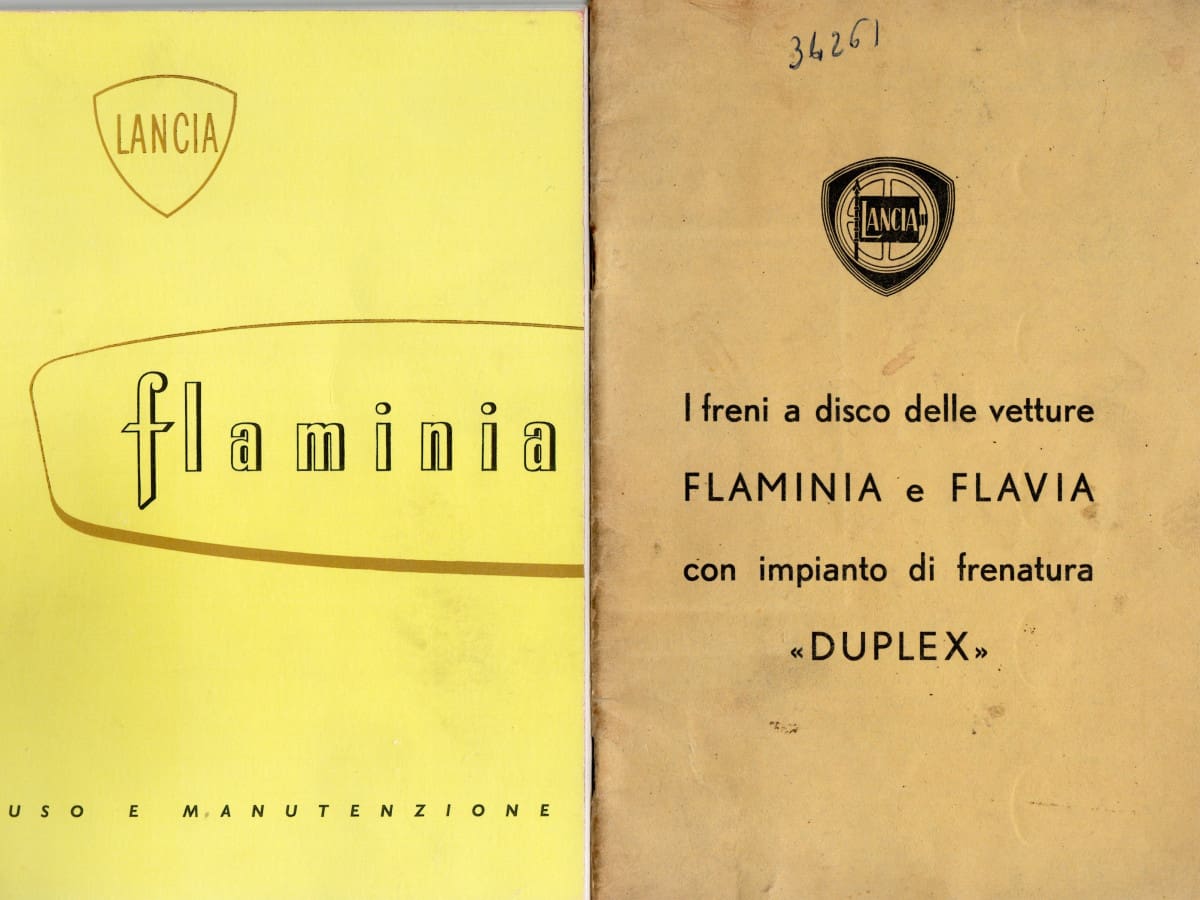 LANCIA
flaminia
USO E MANUTENZIONE
34261
LANCIA
I freni a disco delle vetture
FLAMINIA e FLAVIA
con impianto di frenatura
«DUPLEX»